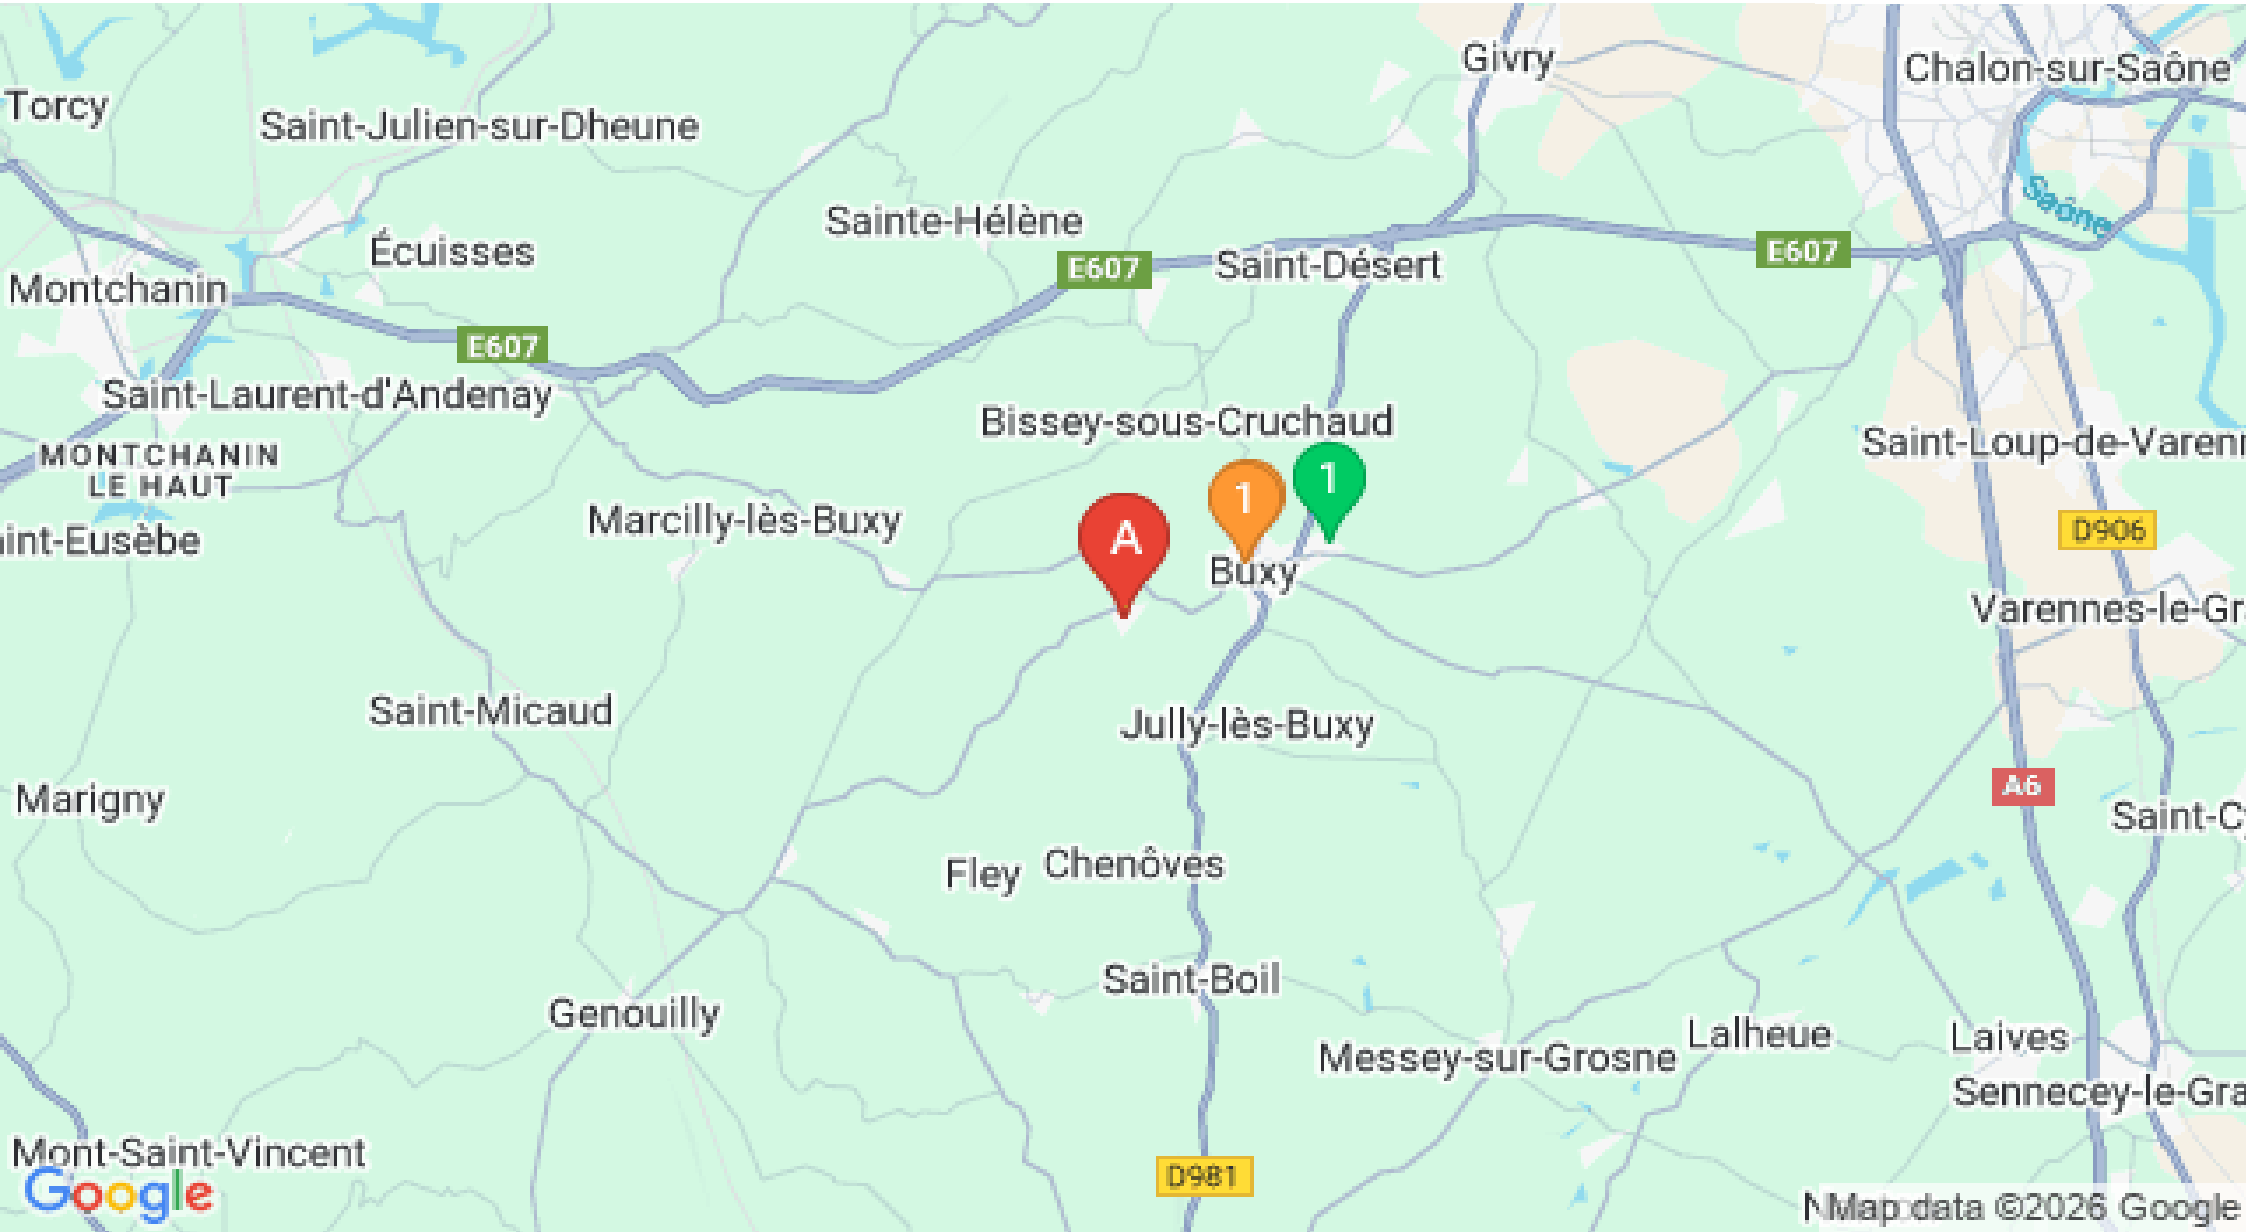 Givry
Chalon-sur-Saône
Torcy
Saint-Julien-sur-Dheune
Saône
Sainte-Hélène
Écuisses
E607
Saint-Désert
E607
Montchanin
E607
Saint-Laurent-d'Andenay
Bissey-sous-Cruchaud
Saint-Loup-de-Varenn
MONTCHANIN
LE HAUT
1
1
Marcilly-lès-Buxy
A
D906
aint-Eusèbe
Buxy
Varennes-le-Gr
Saint-Micaud
Jully-lès-Buxy
A6
Marigny
Saint-Cy
Fley
Chenôves
Saint-Boil
Genouilly
Lalheue
Laives
Messey-sur-Grosne
Sennecey-le-Gra
Mont-Saint-Vincent
D981
Google
Map data ©2026 Google